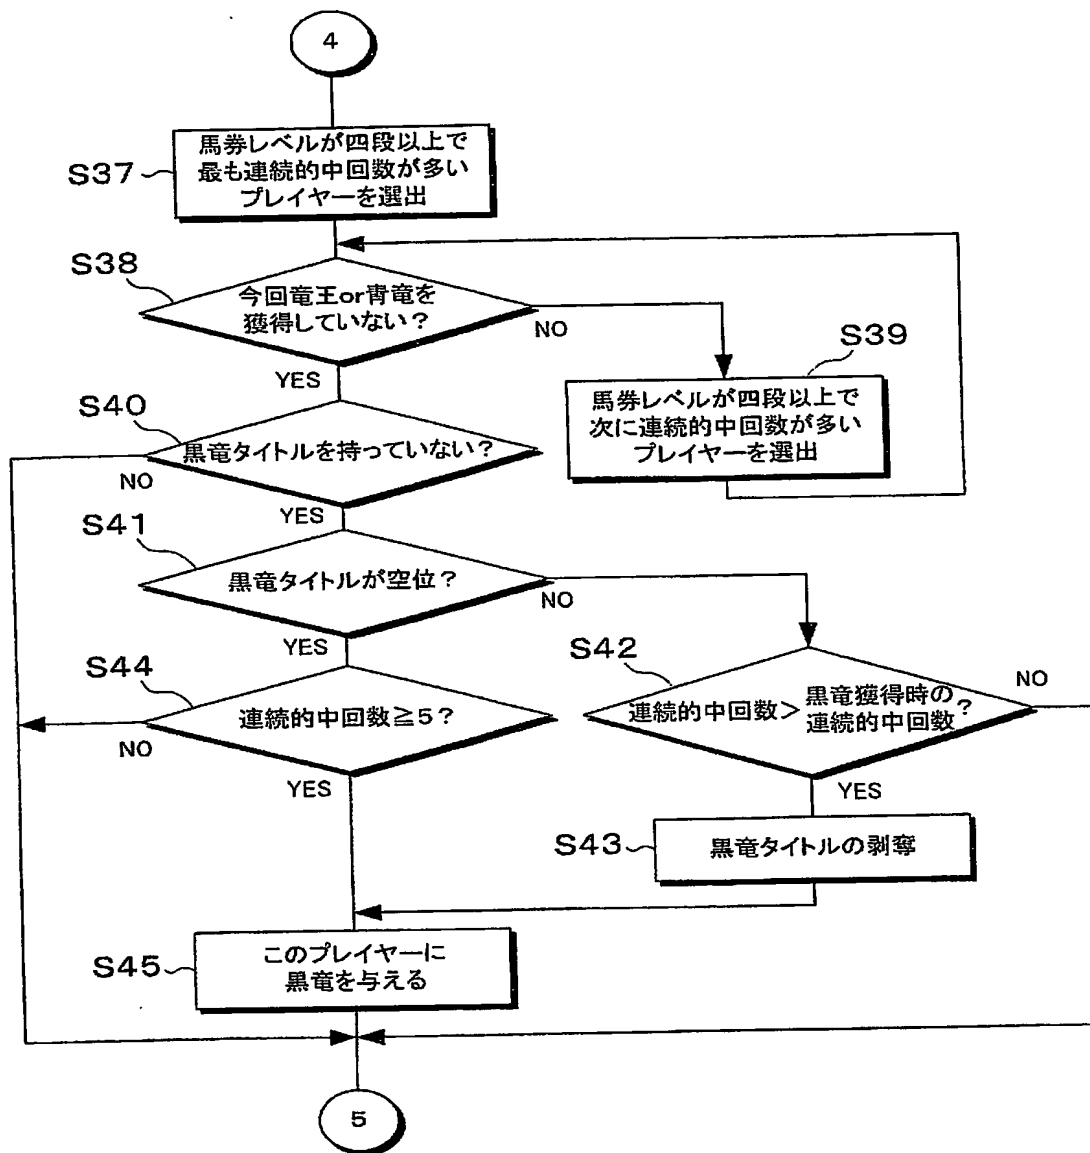 4
S37
馬券レベルが四段以上で
最も連続的中回数が多い
プレイヤーを選出
S38
今回竜王or青竜を
獲得していない?
NO
YES
S39
馬券レベルが四段以上で
次に連続的中回数が多い
プレイヤーを選出
S40
黒竜タイトルを持っていない?
NO
YES
S41
黒竜タイトルが空位?
NO
YES
S42
連続的中回数>黒竜獲得時の
連続的中回数?
NO
YES
S44
連続的中回数≧5?
NO
YES
S43
黒竜タイトルの剥奪
S45
このプレイヤーに
黒竜を与える
5